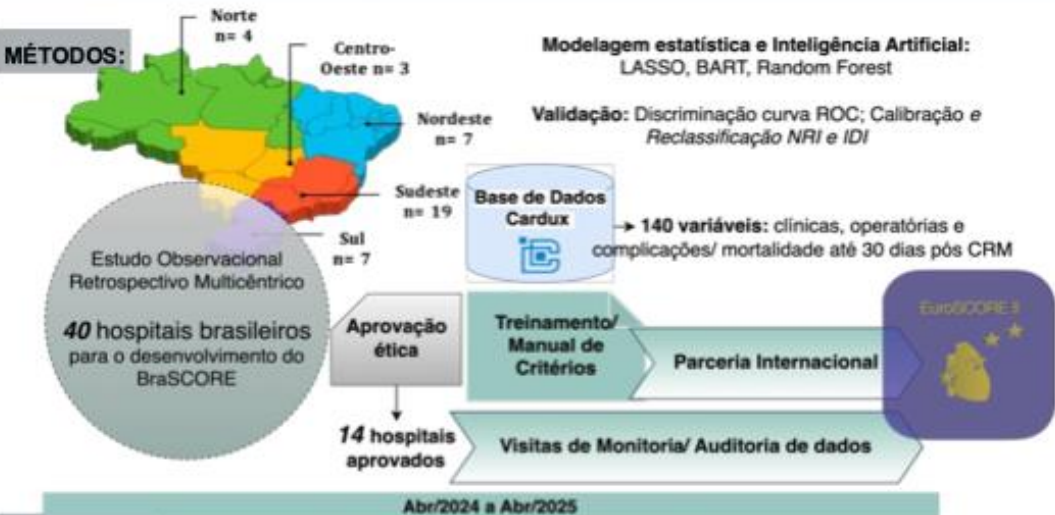 MÉTODOS:
Norte
n= 4
Centro-
Oeste n= 3
Nordeste
n= 7
Sudeste
n= 19
Sul
n= 7
Modelagem estatística e Inteligência Artificial:
LASSO, BART, Random Forest
Validação: Discriminação curva ROC; Calibração e
Reclassificação NRI e IDI
Base de Dados
Cardux
140 variáveis: clínicas, operatórias e
complicações/ mortalidade até 30 dias pós CRM
Estudo Observacional
Retrospectivo Multicêntrico
40 hospitais brasileiros
para o desenvolvimento do
BraSCORE
Aprovação
ética
Treinamento/
Manual de
Critérios
Parceria Internacional
EuroSCORE II
14 hospitais
aprovados
Visitas de Monitoria/ Auditoria de dados
Abr/2024 a Abr/2025